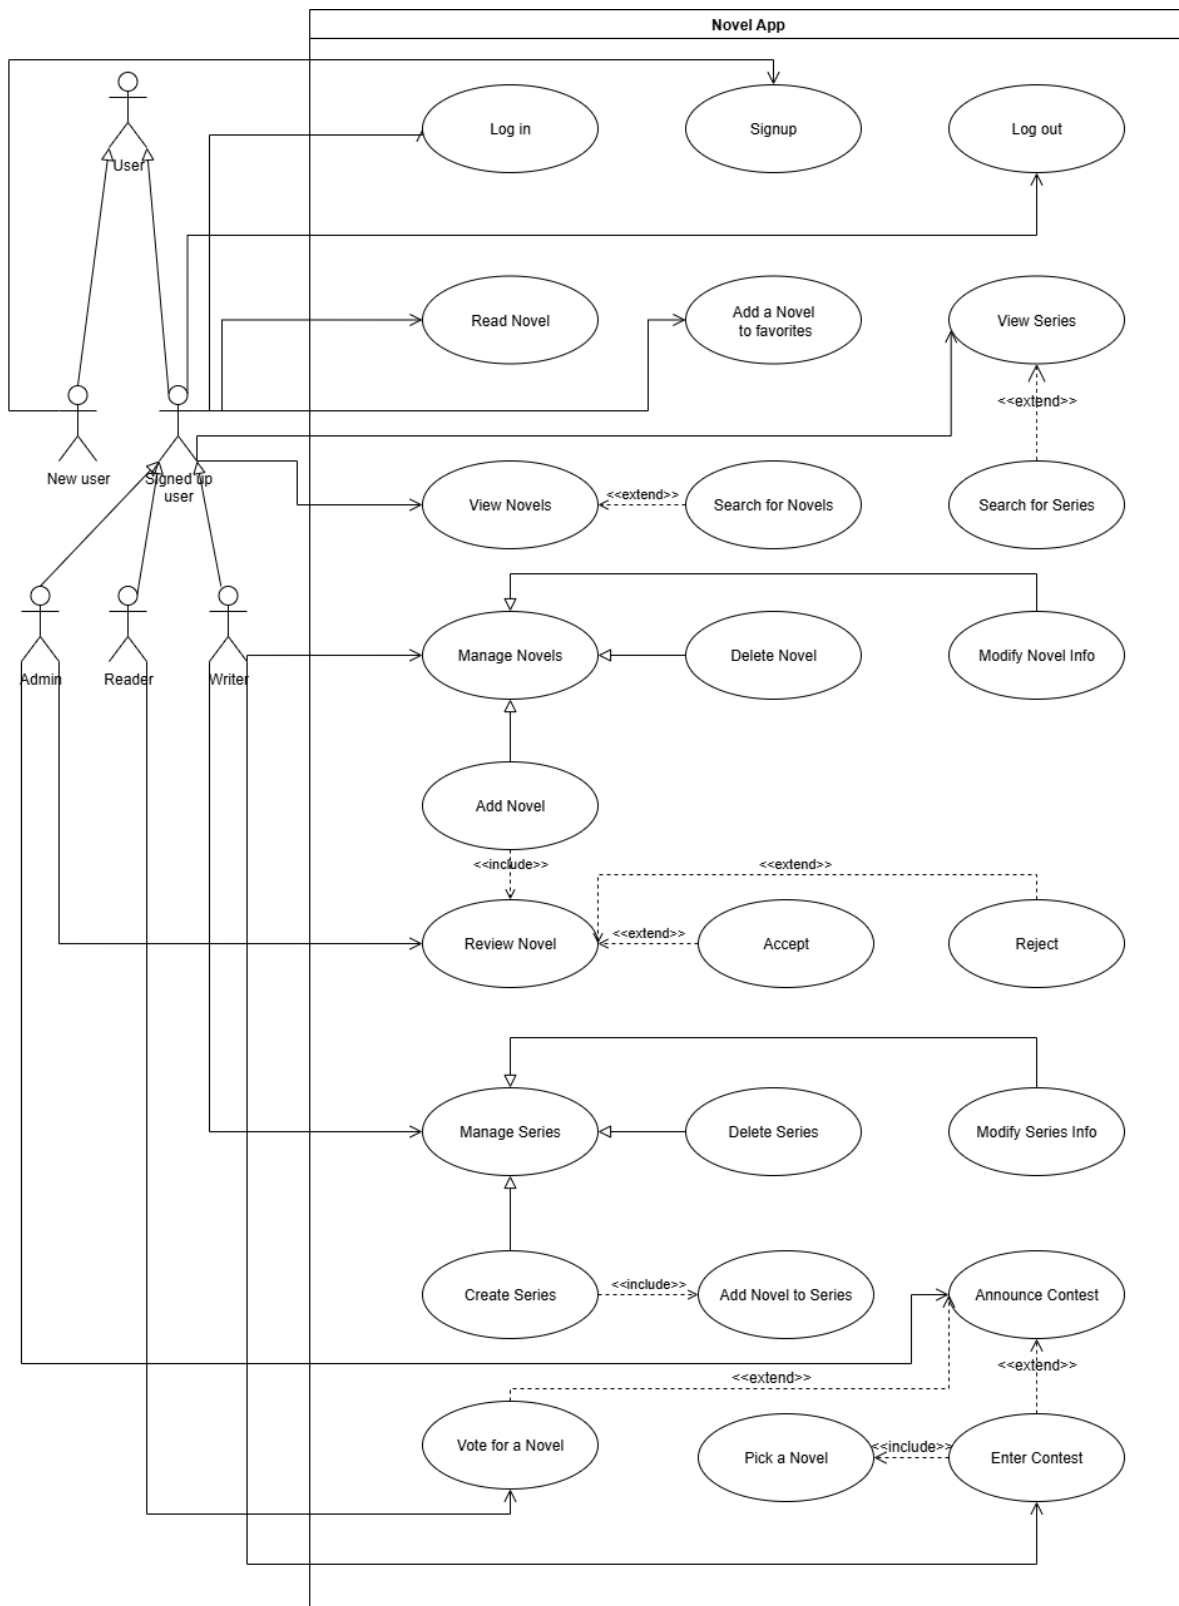 Novel App
Log in
Signup
Log out
User
Read Novel
Add a Novel
to favorites
View Series
<<extend>>
New user
Signed up
user
View Novels
<<extend>>
Search for Novels
Search for Series
Manage Novels
Delete Novel
Modify Novel Info
Admin
Reader
Writer
Add Novel
<<include>>
<<extend>>
Review Novel
<<extend>>
Accept
Reject
Manage Series
Delete Series
Modify Series Info
Create Series
<<include>>
Add Novel to Series
Announce Contest
<<extend>>
<<extend>>
Vote for a Novel
Pick a Novel
<<include>>
Enter Contest